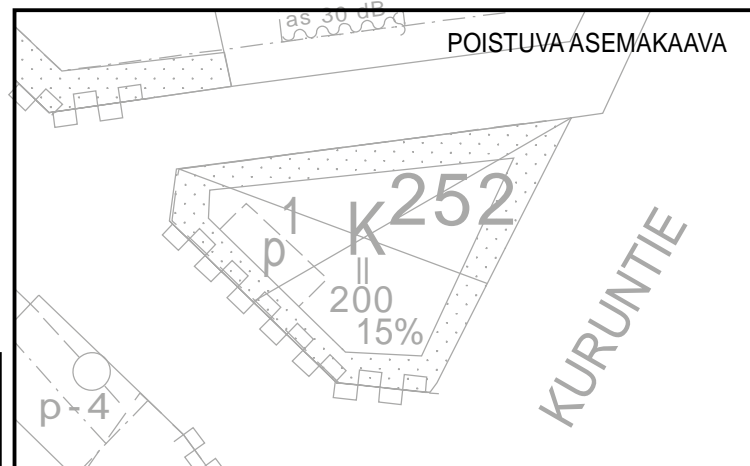 as 30 dB
POISTUVA ASEMAKAAVA
252
1
K
p
II
200
15%
KURUNTIE
p-4